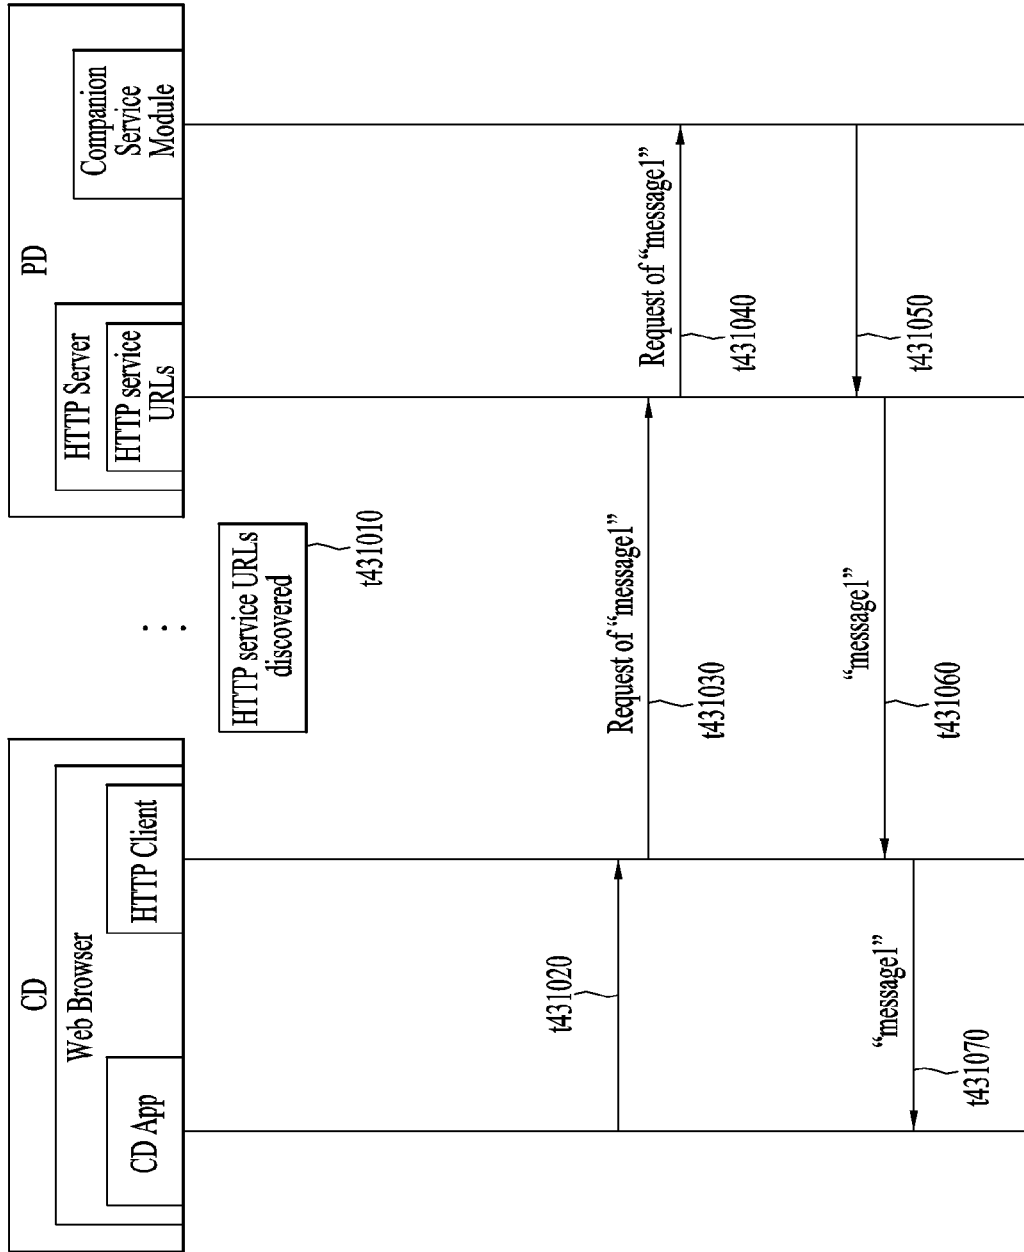 CD
Web Browser
CD App
HTTP Client
PD
HTTP Server
HTTP service
URLs
Companion
Service
Module
HTTP service URLs
discovered
t431010
t431020
Request of “message1”
t431030
Request of “message1”
t431040
t431050
“message1”
t431060
“message1”
t431070